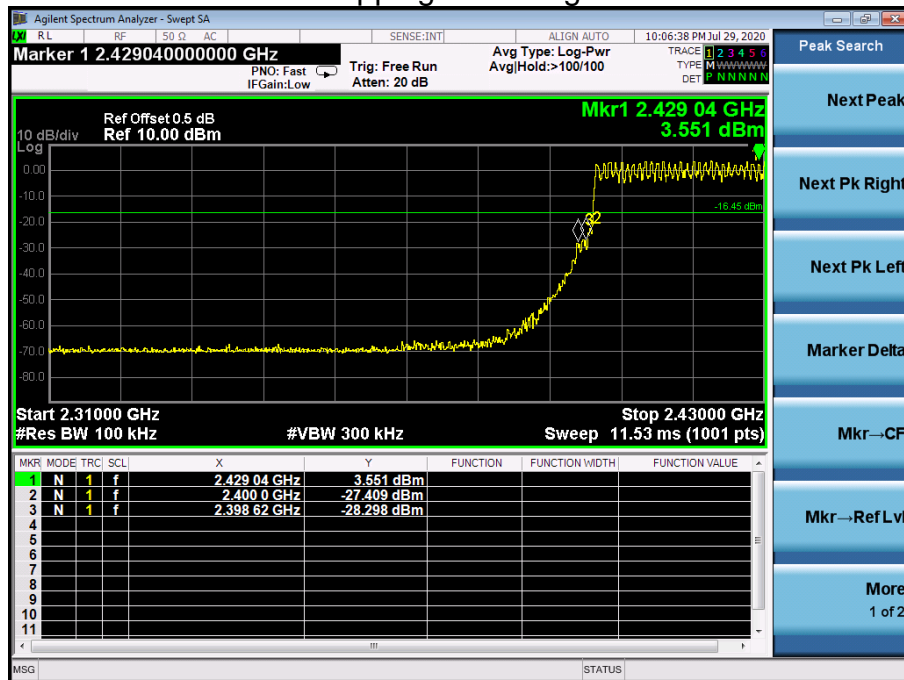 pping
Agilent Spectrum Analyzer - Swept SA
LXI RL RF 50 Ω AC SENSE:INT ALIGN AUTO 10:06:38 PM Jul 29, 2020
Marker 1 2.429040000000 GHz
PNO: Fast
IFGain:Low
Trig: Free Run
Atten: 20 dB
Avg Type: Log-Pwr
Avg|Hold:>100/100
TRACE 1 2 3 4 5 6
TYPE M WWWWW
DET P N N N N N
Peak Search
Next Peak
Next Pk Right
Next Pk Left
Marker Delta
Mkr→CF
Mkr→Ref Lvl
More
1 of 2
Mkr1 2.429 04 GHz
3.551 dBm
Ref Offset 0.5 dB
10 dB/div Ref 10.00 dBm
Log
0.00
-10.0
-20.0
-30.0
-40.0
-50.0
-60.0
-70.0
-80.0
-16.45 dBm
32
Start 2.31000 GHz Stop 2.43000 GHz
#Res BW 100 kHz #VBW 300 kHz Sweep 11.53 ms (1001 pts)
MKR MODE TRC SCL X Y FUNCTION FUNCTION WIDTH FUNCTION VALUE
1 N 1 f 2.429 04 GHz 3.551 dBm
2 N 1 f 2.400 0 GHz -27.409 dBm
3 N 1 f 2.398 62 GHz -28.298 dBm
4
5
6
7
8
9
10
11
MSG STATUS